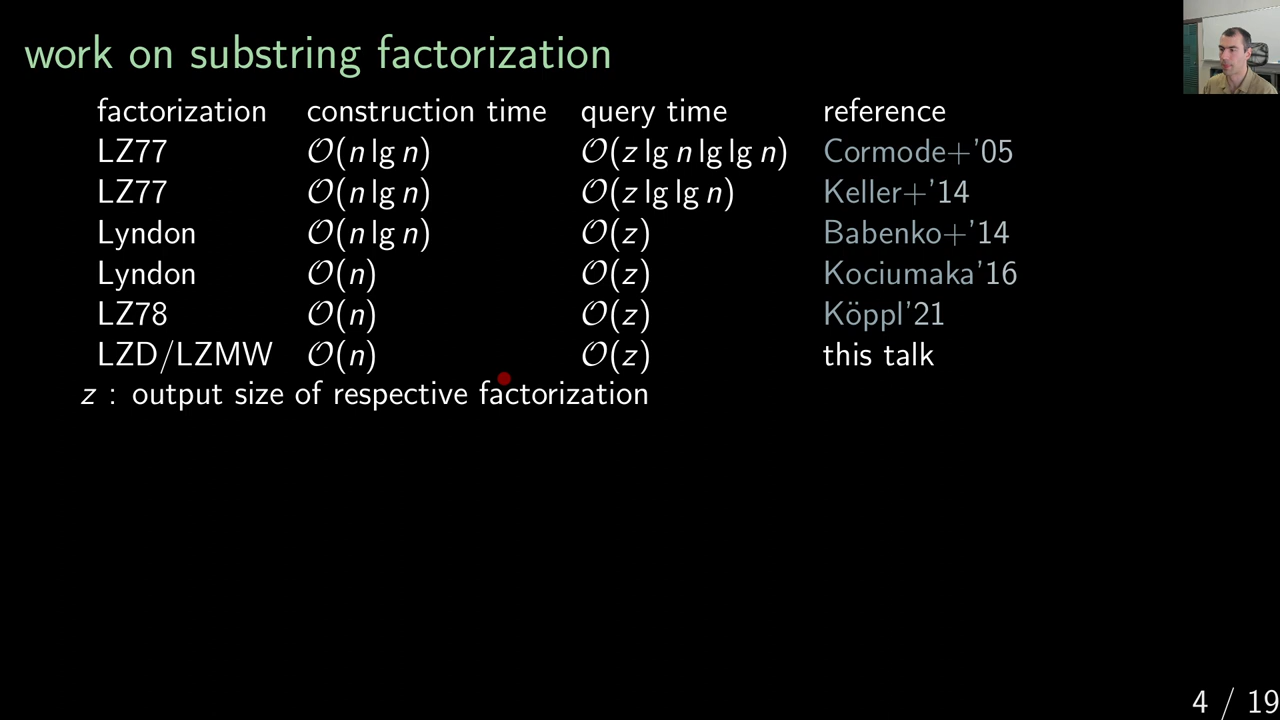 work on substring factorization
factorization construction time query time reference
LZ77 𝒪(n lg n) 𝒪(z lg n lg lg n) Cormode+'05
LZ77 𝒪(n lg n) 𝒪(z lg lg n) Keller+'14
Lyndon 𝒪(n lg n) 𝒪(z) Babenko+'14
Lyndon 𝒪(n) 𝒪(z) Kociumaka'16
LZ78 𝒪(n) 𝒪(z) Köppl'21
LZD/LZMW 𝒪(n) 𝒪(z) this talk
z : output size of respective factorization
4 / 19